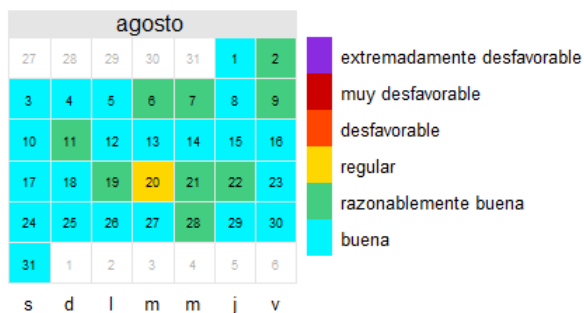 agosto
27 28 29 30 31 1 2
3 4 5 6 7 8 9
10 11 12 13 14 15 16
17 18 19 20 21 22 23
24 25 26 27 28 29 30
31 1 2 3 4 5 6
s d l m m j v
extremadamente desfavorable
muy desfavorable
desfavorable
regular
razonablemente buena
buena